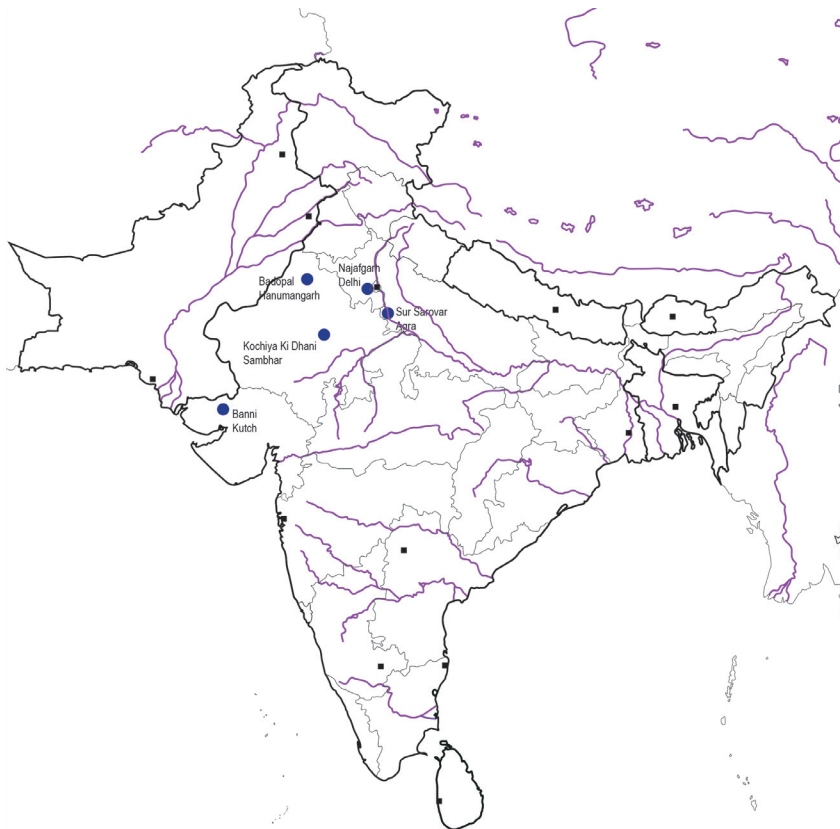 Badopal
Hanumangarh
Najafgarh
Delhi
Sur Sarovar
Agra
Kochiya Ki Dhani
Sambhar
Banni
Kutch